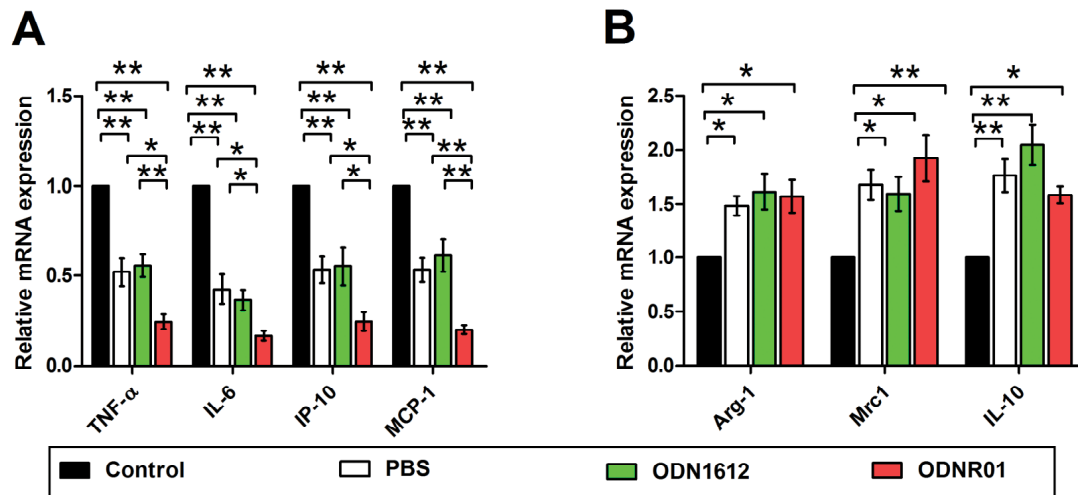 A
B
** ** ** **
** ** ** **
** ** ** **
* * * **
** * * **
Relative mRNA expression
1.5
1.0
0.5
0.0
TNF-α IL-6 IP-10 MCP-1
* ** *
* * **
* * **
Relative mRNA expression
2.5
2.0
1.5
1.0
0.5
0.0
Arg-1 Mrc1 IL-10
Control PBS ODN1612 ODNR01